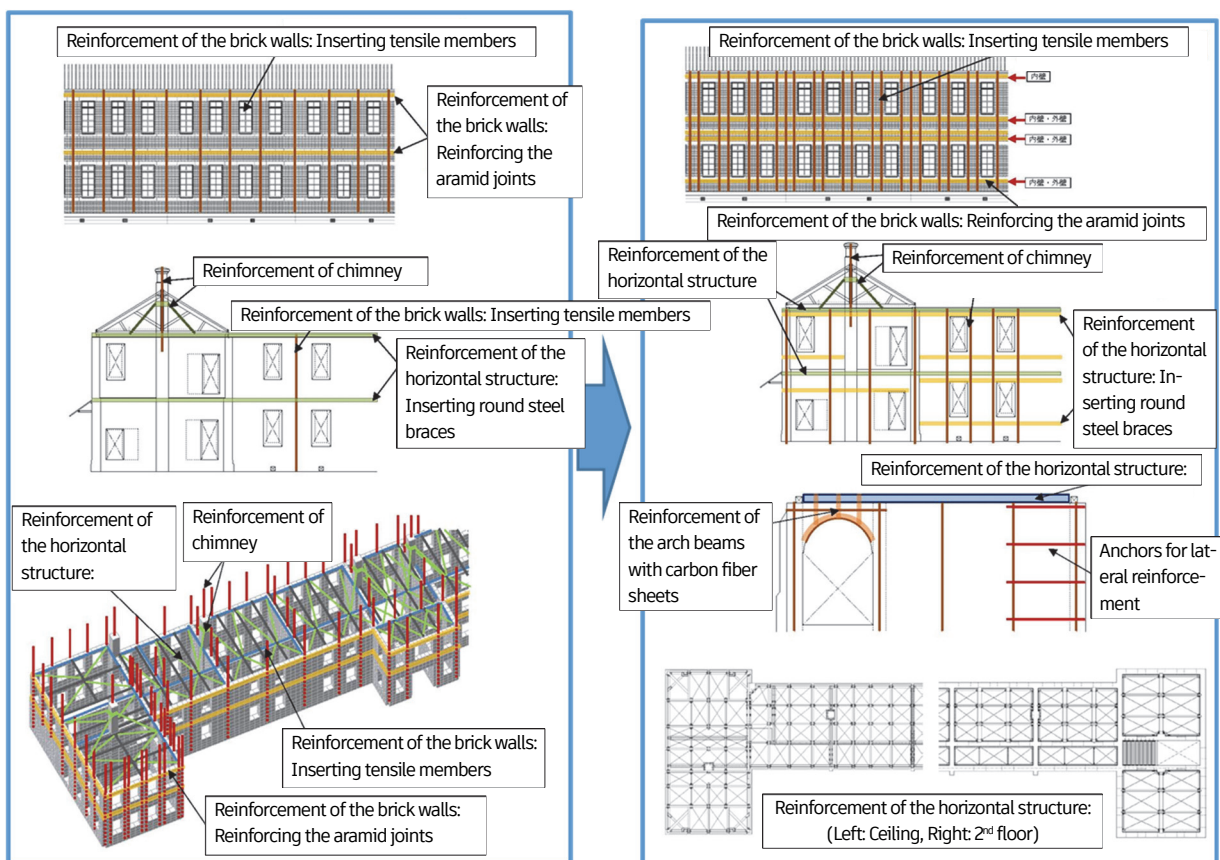 Reinforcement of the brick walls: Inserting tensile members
Reinforcement of
the brick walls:
Reinforcing the
aramid joints
Reinforcement of chimney
Reinforcement of the brick walls: Inserting tensile members
Reinforcement of the
horizontal structure:
Inserting round steel
braces
Reinforcement of
the horizontal
structure:
Reinforcement of
chimney
Reinforcement of the brick walls:
Inserting tensile members
Reinforcement of the brick walls:
Reinforcing the aramid joints
Reinforcement of the brick walls: Inserting tensile members
内壁
内壁・外壁
内壁・外壁
内壁・外壁
Reinforcement of the brick walls: Reinforcing the aramid joints
Reinforcement of the
horizontal structure
Reinforcement of chimney
Reinforcement
of the horizontal
structure: In-
serting round
steel braces
Reinforcement of the horizontal structure:
Reinforcement of
the arch beams
with carbon fiber
sheets
Anchors for lat-
eral reinforce-
ment
Reinforcement of the horizontal structure:
(Left: Ceiling, Right: 2nd floor)